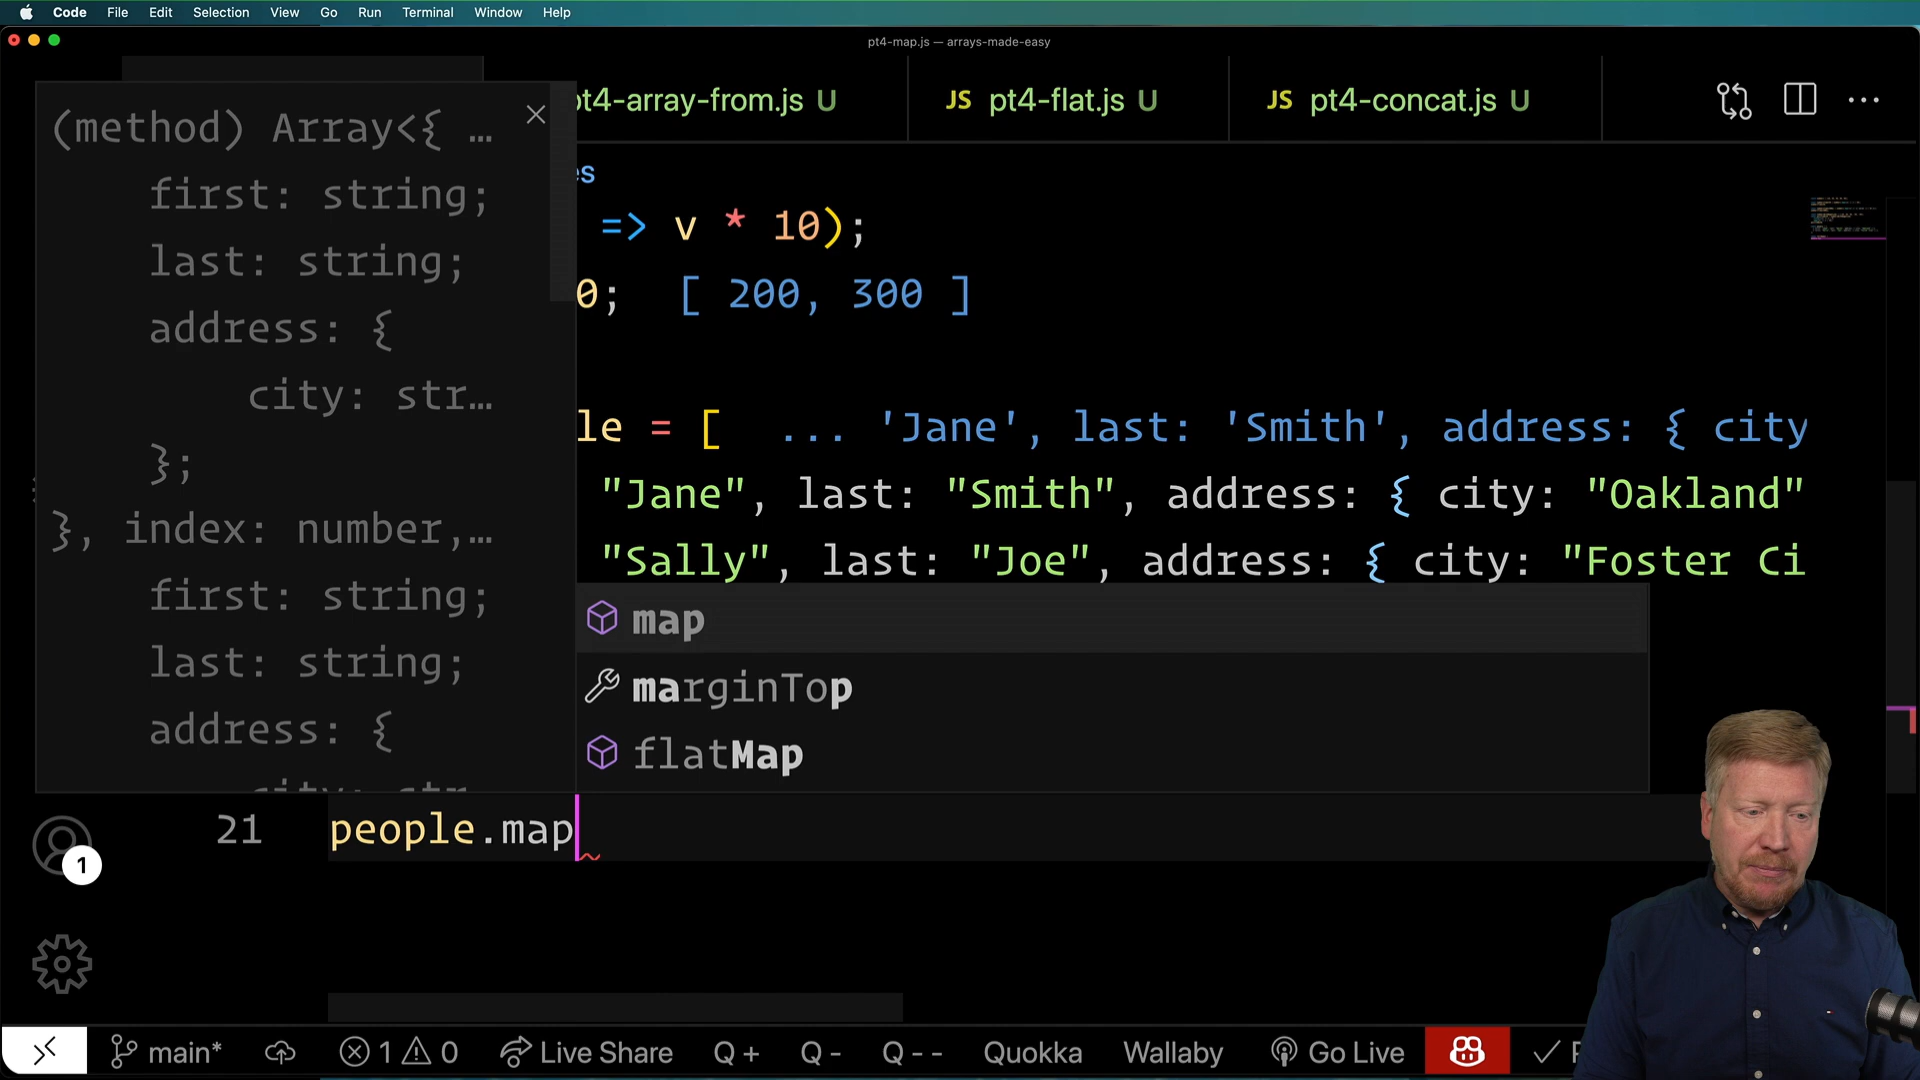 Code File Edit Selection View Go Run Terminal Window Help
pt4-map.js — arrays-made-easy
pt4-array-from.js U
JS pt4-flat.js U
JS pt4-concat.js U
(method) Array<{ …
first: string;
last: string;
address: {
city: str…
};
}, index: number,…
first: string;
last: string;
address: {
city: str
es
=> v * 10);
0; [ 200, 300 ]
le = [ ... 'Jane', last: 'Smith', address: { city
"Jane", last: "Smith", address: { city: "Oakland"
"Sally", last: "Joe", address: { city: "Foster Ci
map
marginTop
flatMap
21 people.map
1
main* 1 0 Live Share Q + Q - Q - - Quokka Wallaby Go Live